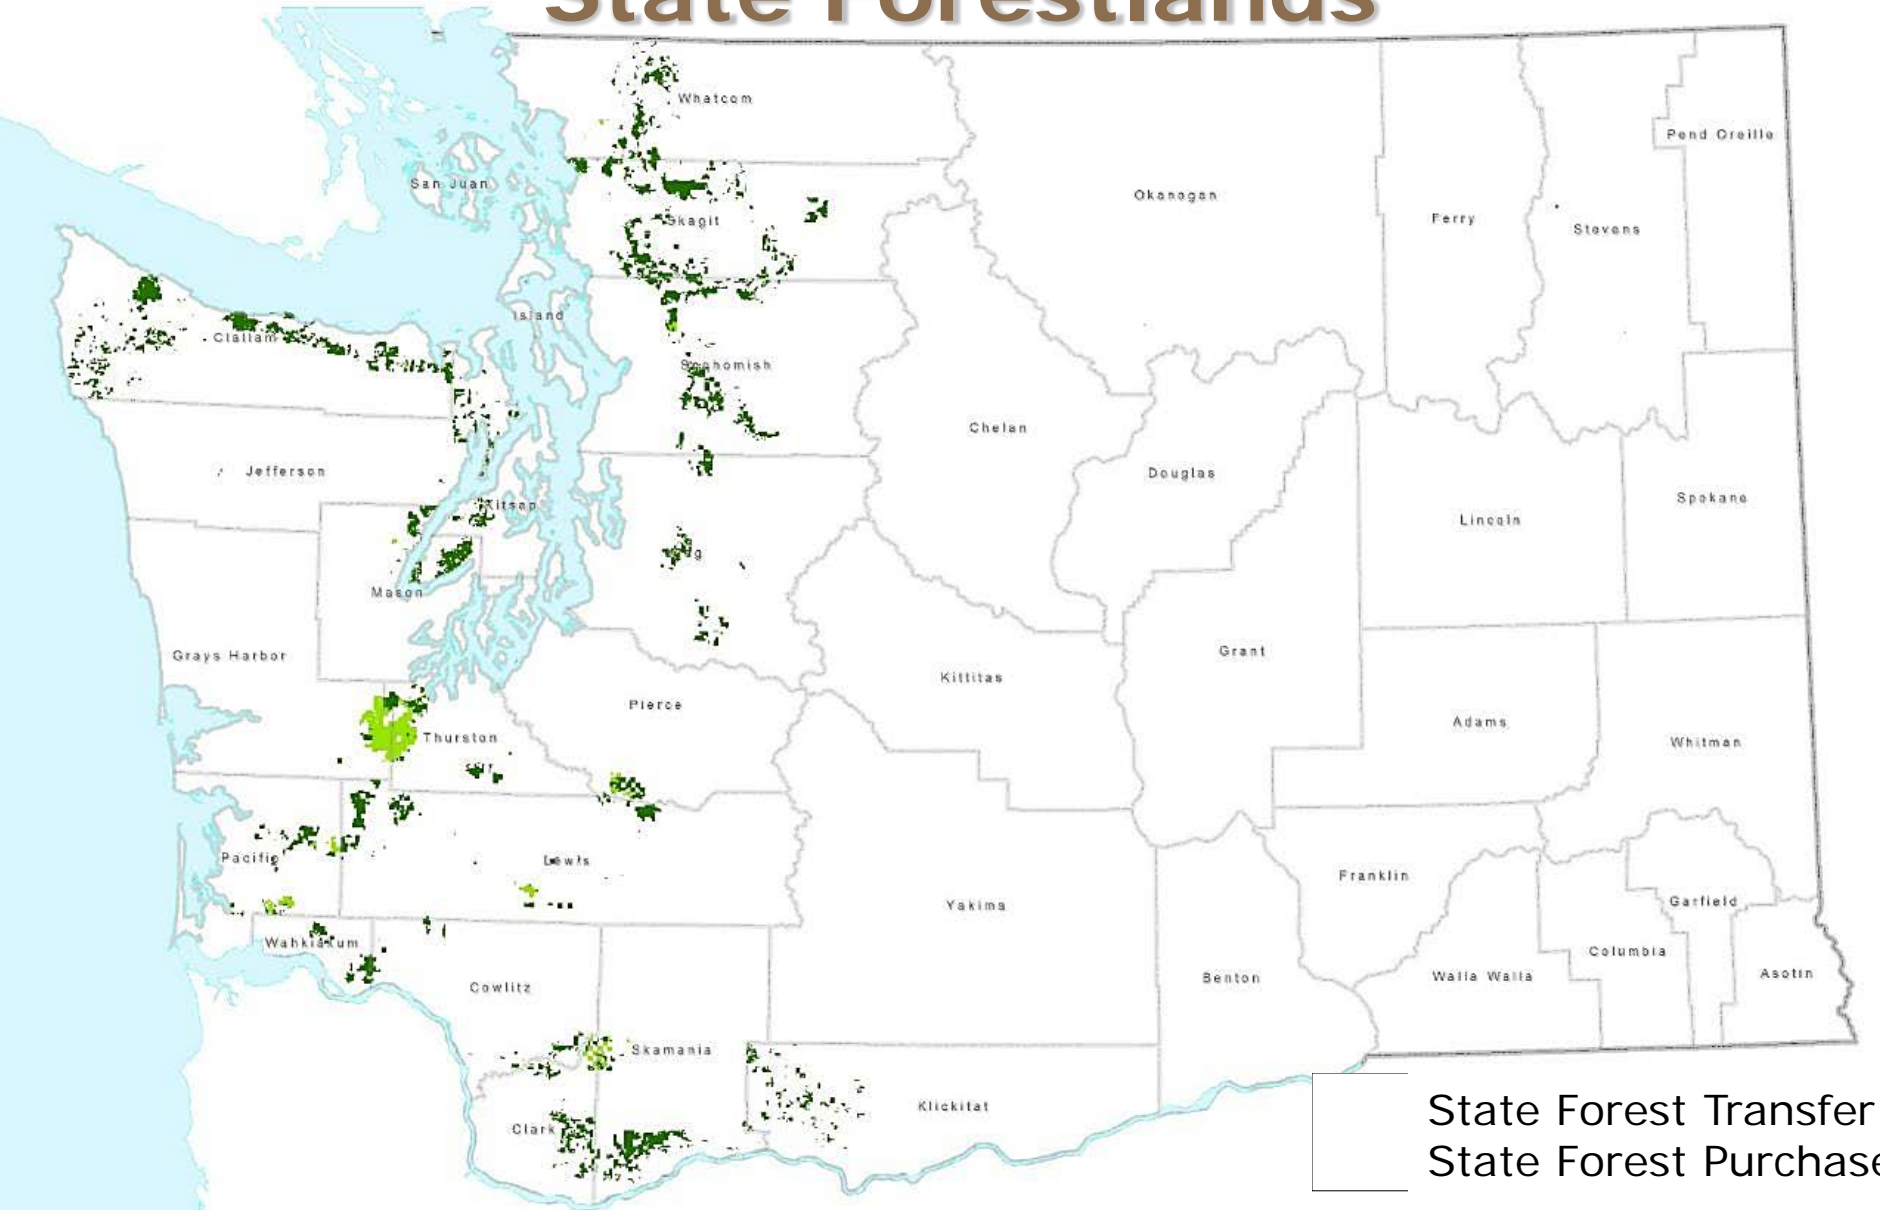 State Forestlands
Whatcom
Pend Oreille
San Juan
Okanogan
Skagit
Ferry
Stevens
Island
Clallam
Snohomish
Chelan
Jefferson
Douglas
Kitsap
Spokane
Lincoln
Mason
Grant
Grays Harbor
Kittitas
Pierce
Adams
Thurston
Whitman
Pacific
Lewis
Franklin
Garfield
Yakima
Wahkiakum
Columbia
Asotin
Benton
Walla Walla
Cowlitz
Skamania
Klickitat
Clark
State Forest Transfer
State Forest Purchase